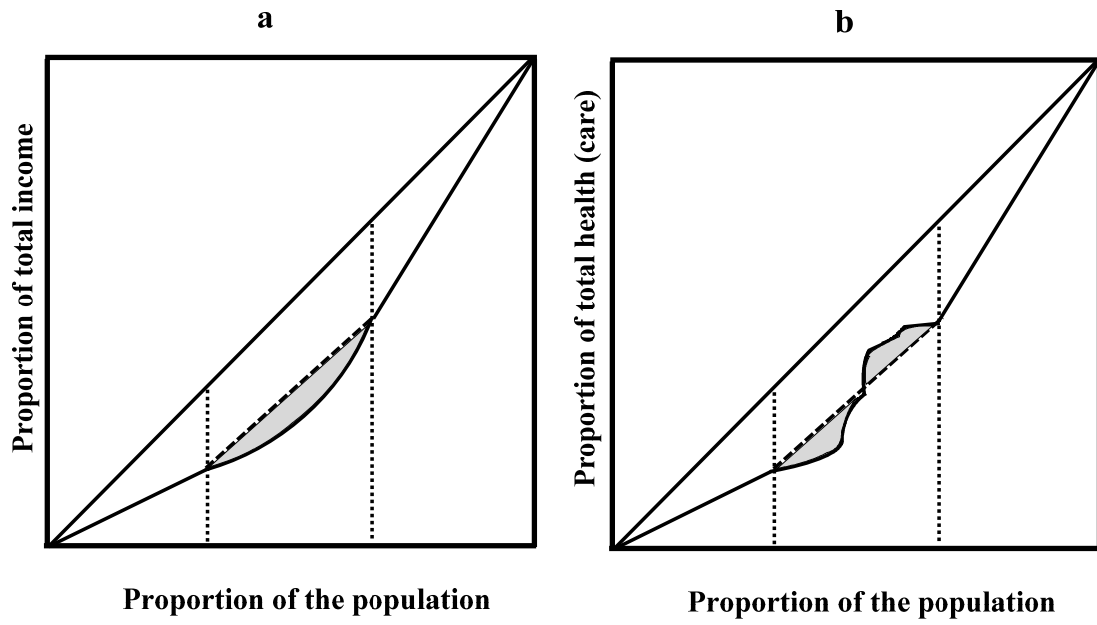 a
Proportion of total income
Proportion of the population
b
Proportion of total health (care)
Proportion of the population